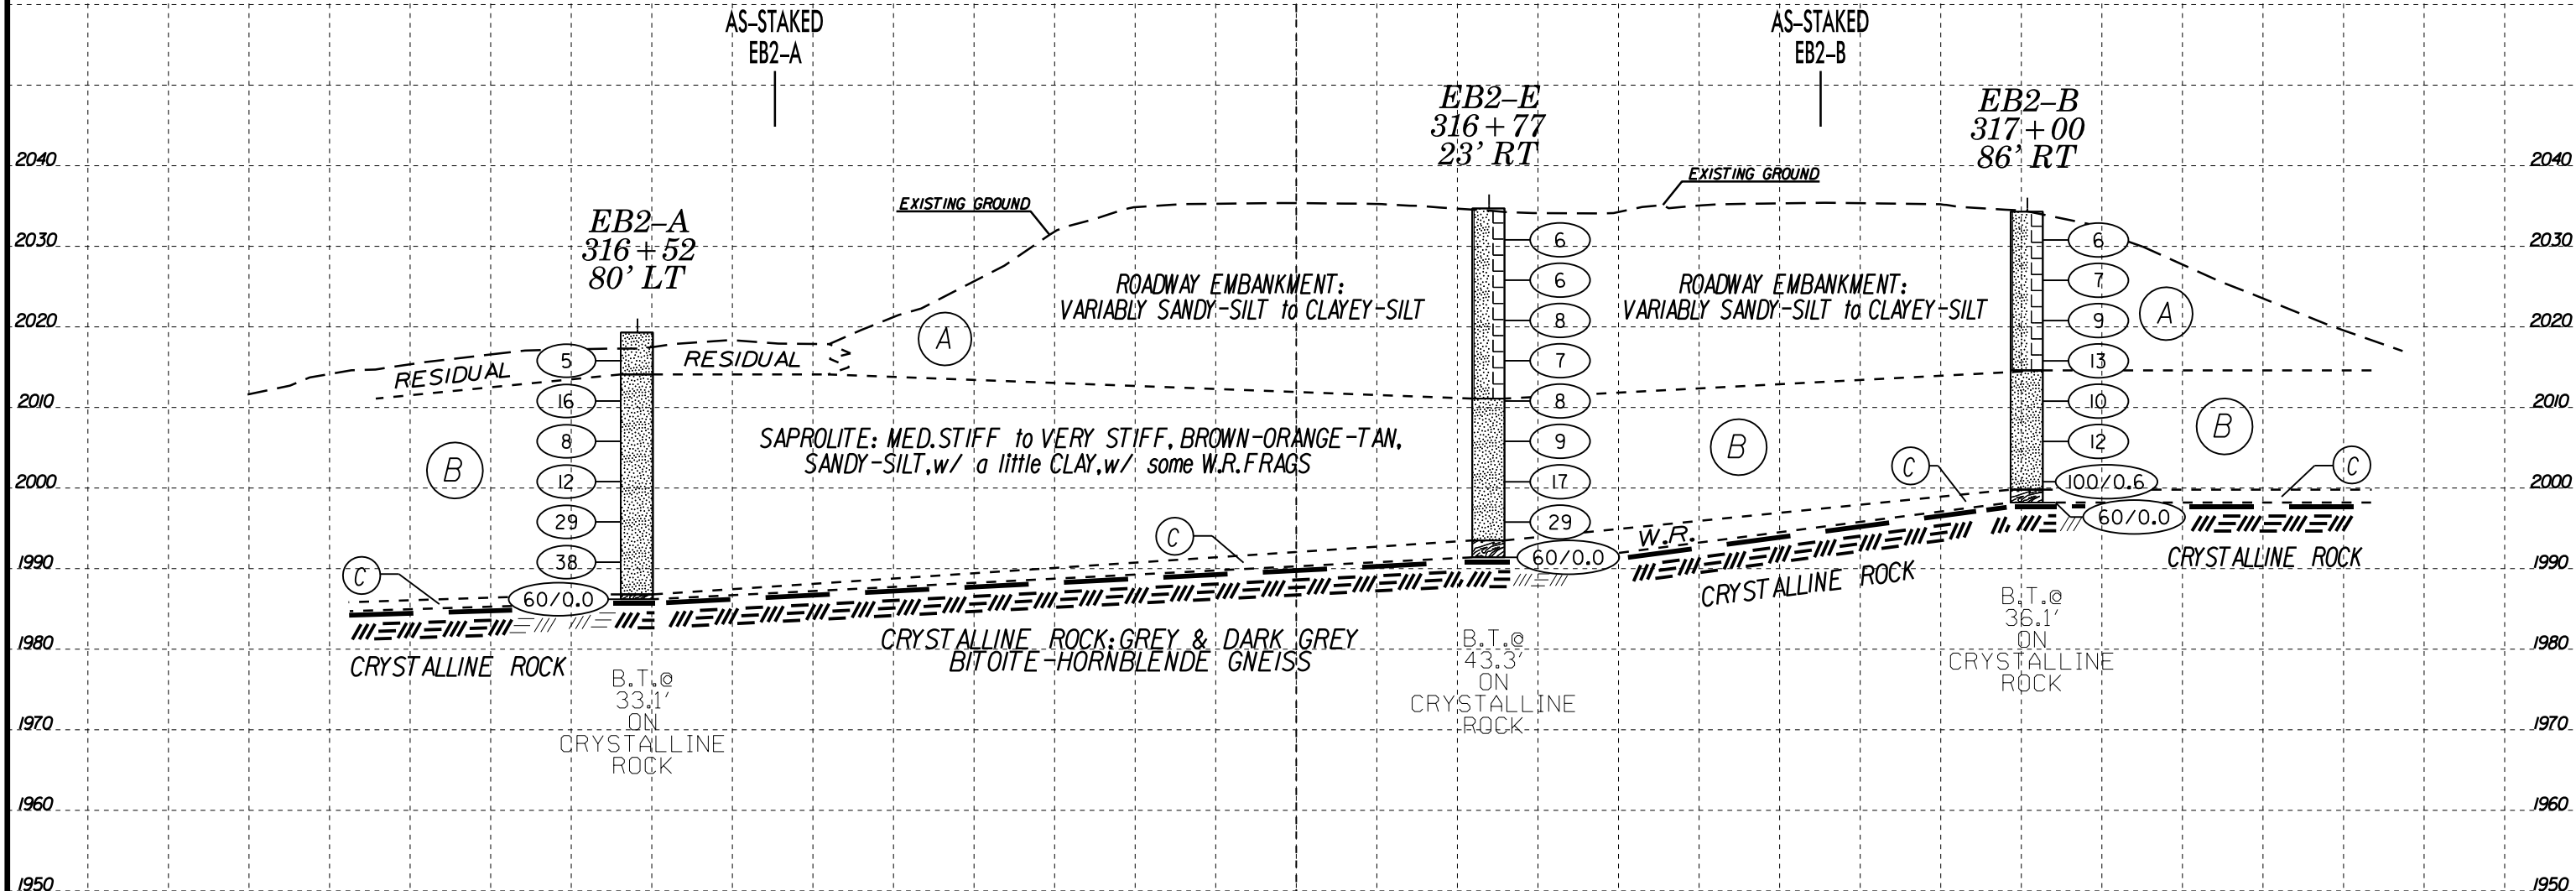 AS-STAKED
EB2-A
AS-STAKED
EB2-B
EB2-E
316+77
23' RT
EB2-B
317+00
86' RT
2040
2040
EXISTING GROUND
EXISTING GROUND
EB2-A
316+52
80' LT
2030
2030
6
6
ROADWAY EMBANKMENT:
VARIABLY SANDY-SILT to CLAYEY-SILT
6
ROADWAY EMBANKMENT:
VARIABLY SANDY-SILT to CLAYEY-SILT
7
2020
A
8
9
A
2020
RESIDUAL
5
RESIDUAL
7
13
2010
16
8
10
2010
B
8
SAPROLITE: MED.STIFF to VERY STIFF, BROWN-ORANGE-TAN,
SANDY-SILT, w/ a little CLAY, w/ some W.R.FRAGS
9
B
12
B
2000
12
17
C
100/0.6
C
2000
29
C
29
W.R.
60/0.0
1990
C
38
60/0.0
CRYSTALLINE ROCK
CRYSTALLINE ROCK
1990
60/0.0
1980
CRYSTALLINE ROCK
CRYSTALLINE ROCK: GREY & DARK GREY
BITOITE-HORNBLENDE GNEISS
1980
B.T.@
33.1'
ON
CRYSTALLINE
ROCK
B.T.@
43.3'
ON
CRYSTALLINE
ROCK
B.T.@
36.1'
ON
CRYSTALLINE
ROCK
1970
1970
1960
1960
1950
1950